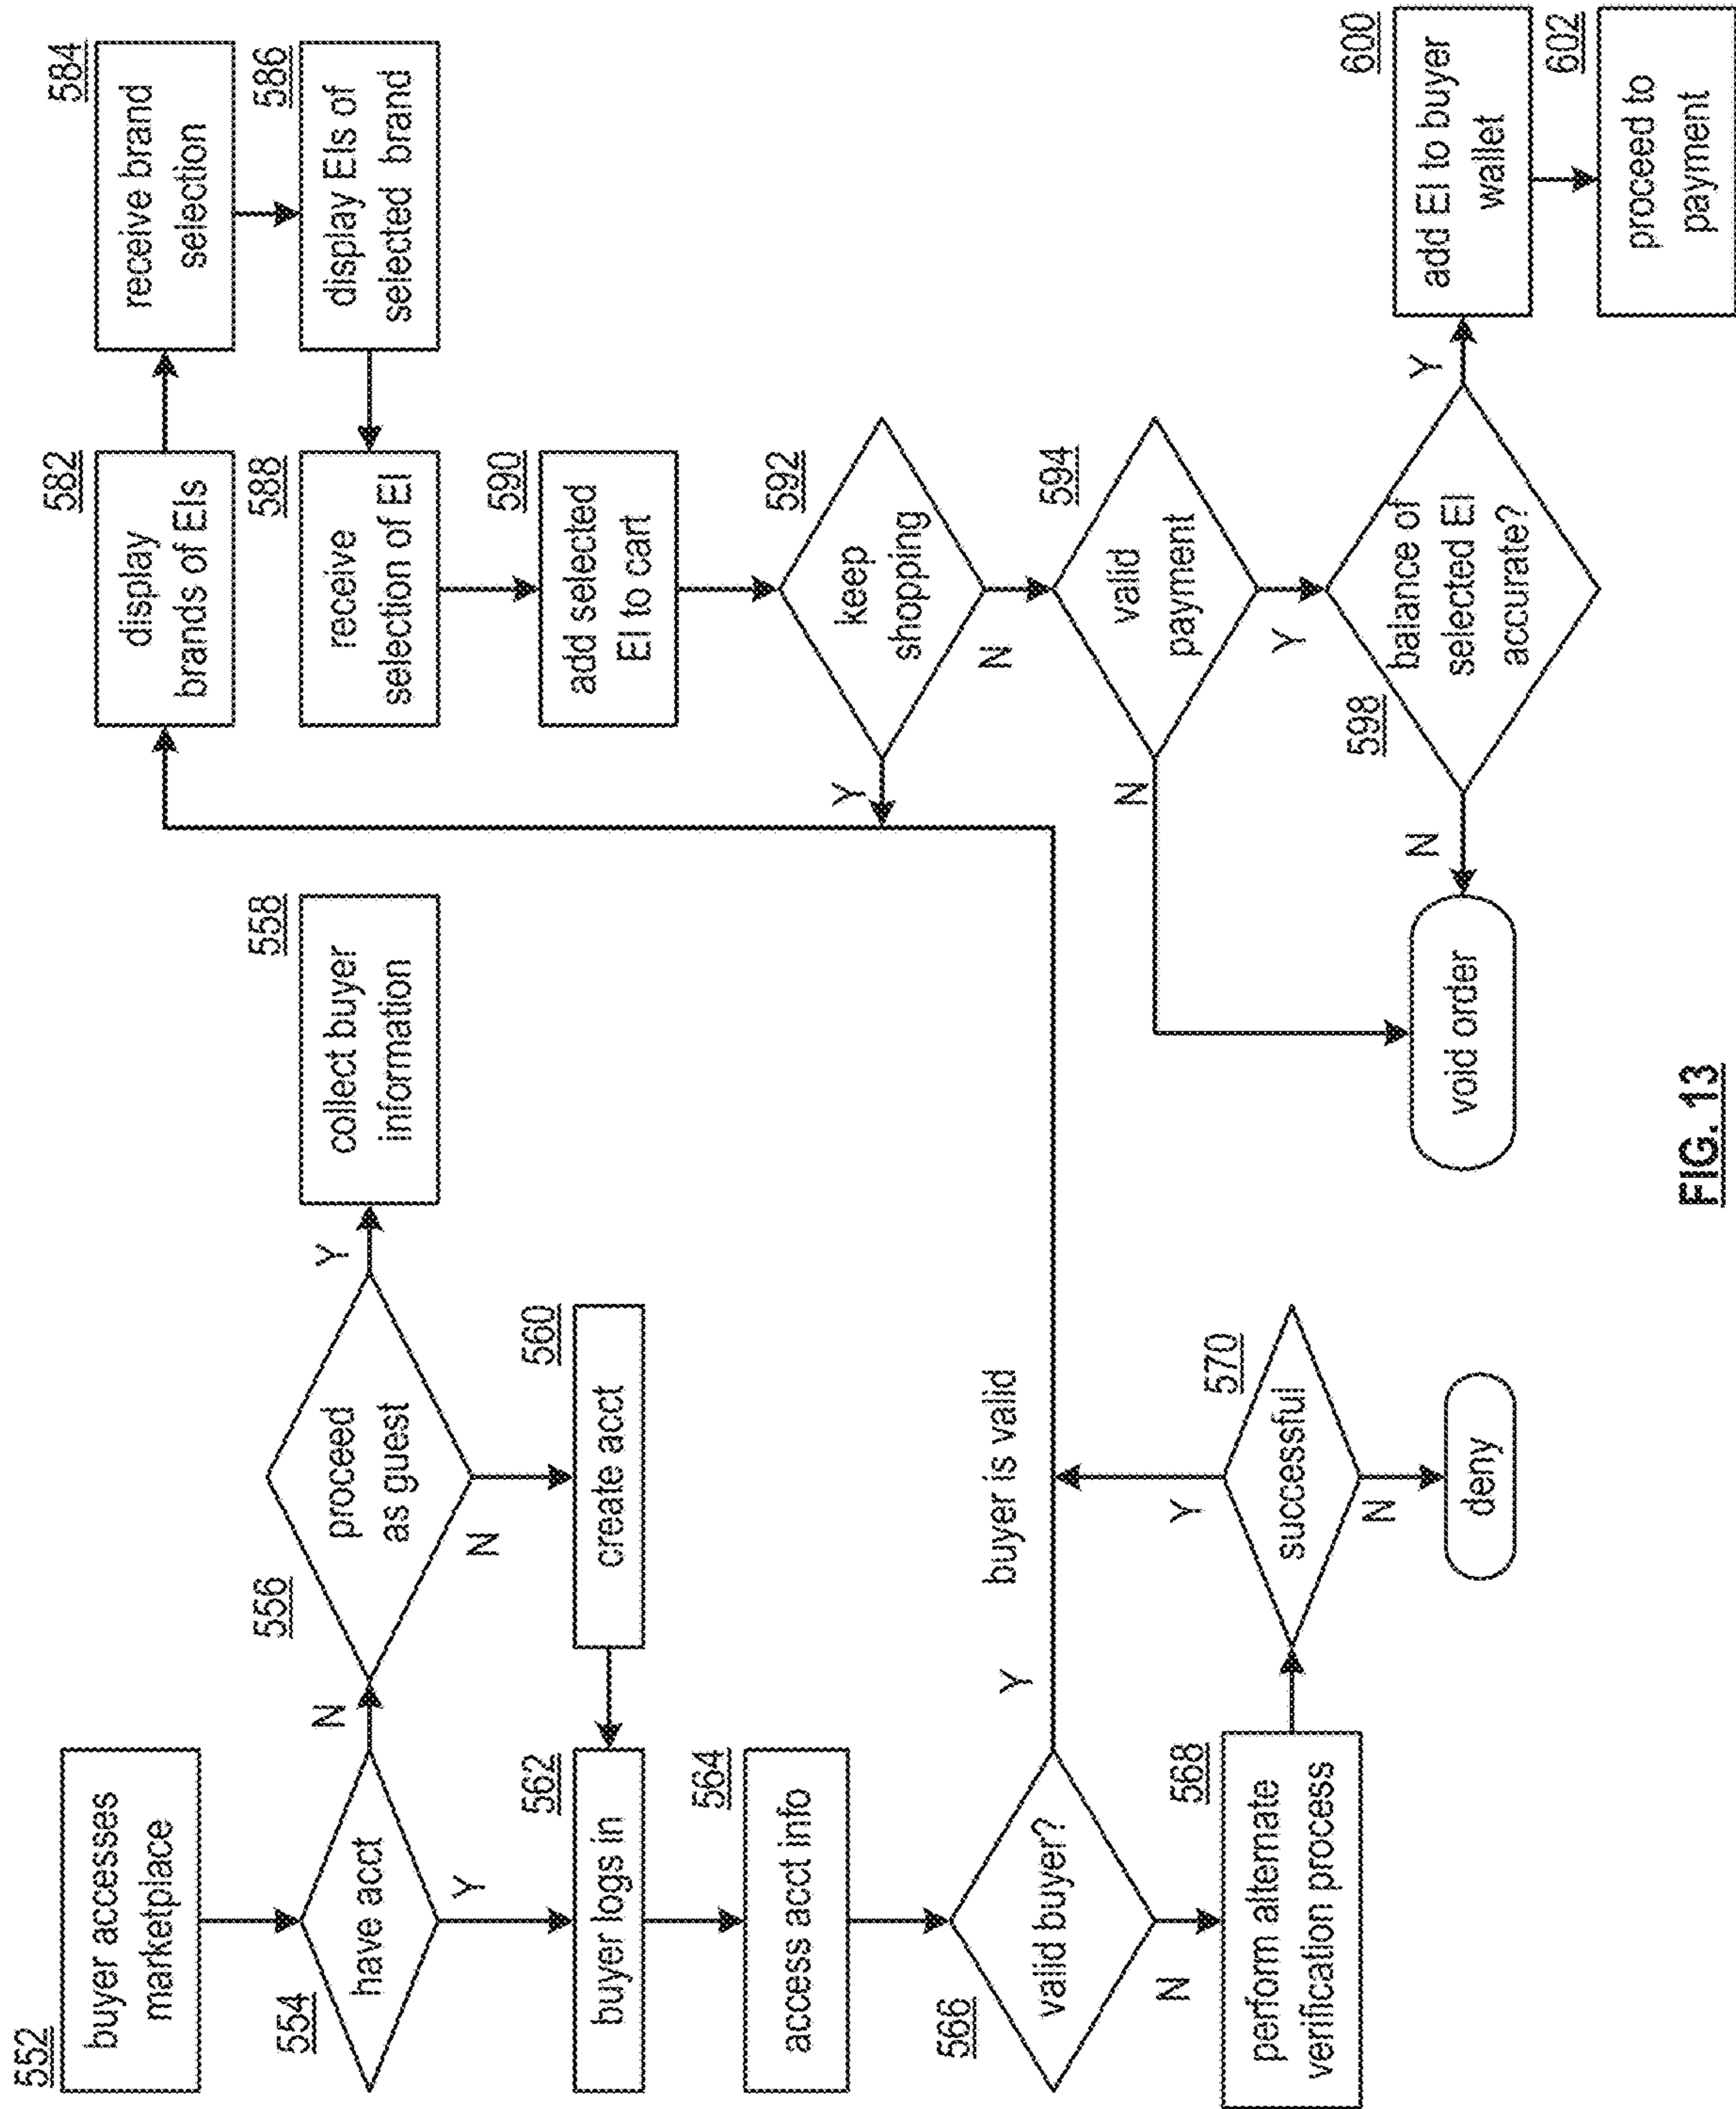 552
buyer accesses
marketplace
554
have acct
N
Y
556
proceed
as guest
Y
N
558
collect buyer
information
560
create acct
562
buyer logs in
564
access acct info
566
valid buyer?
Y
buyer is valid
N
568
perform alternate
verification process
570
successful
Y
N
deny
582
display
brands of EIs
584
receive brand
selection
586
display EIs of
selected brand
588
receive
selection of EI
590
add selected
EI to cart
592
keep
shopping
Y
N
594
valid
payment
N
Y
598
balance of
selected EI
accurate?
N
Y
void order
600
add EI to buyer
wallet
602
proceed to
payment
FIG. 13